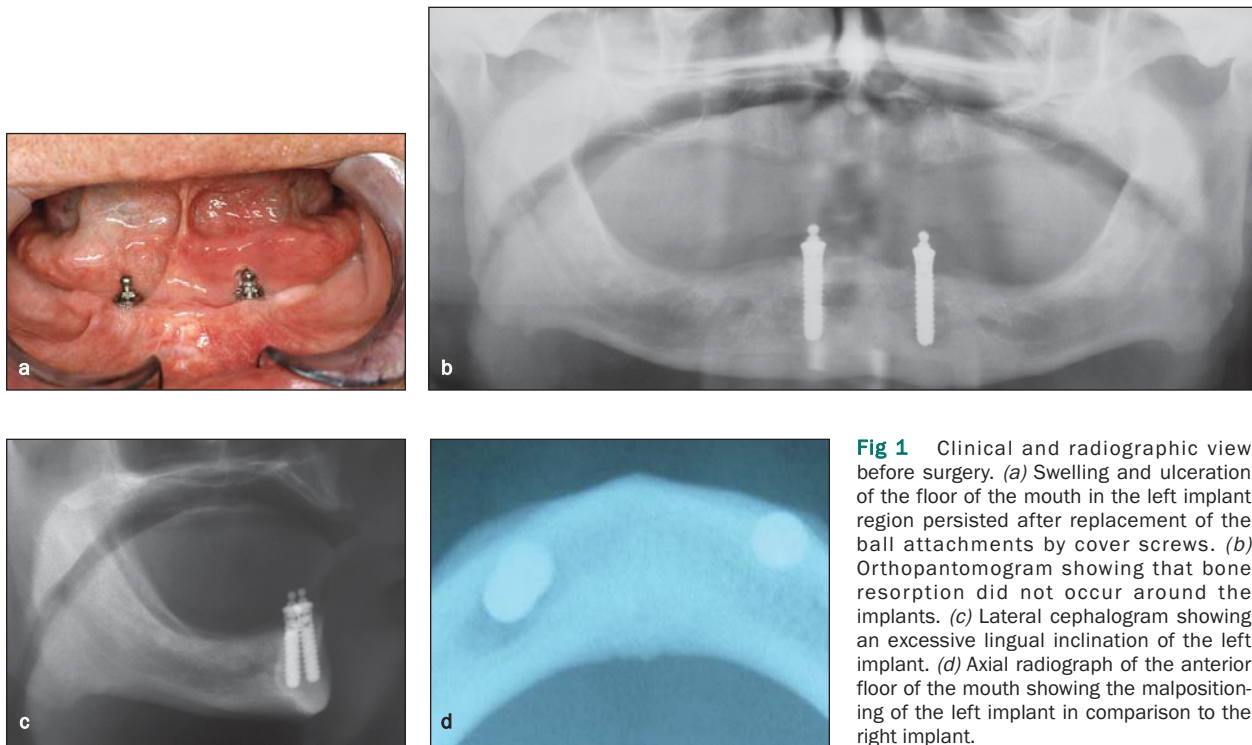 a
b
c
d
Fig 1 Clinical and radiographic view
before surgery. (a) Swelling and ulceration
of the floor of the mouth in the left implant
region persisted after replacement of the
ball attachments by cover screws. (b)
Orthopantomogram showing that bone
resorption did not occur around the
implants. (c) Lateral cephalogram showing
an excessive lingual inclination of the left
implant. (d) Axial radiograph of the anterior
floor of the mouth showing the malposition-
ing of the left implant in comparison to the
right implant.